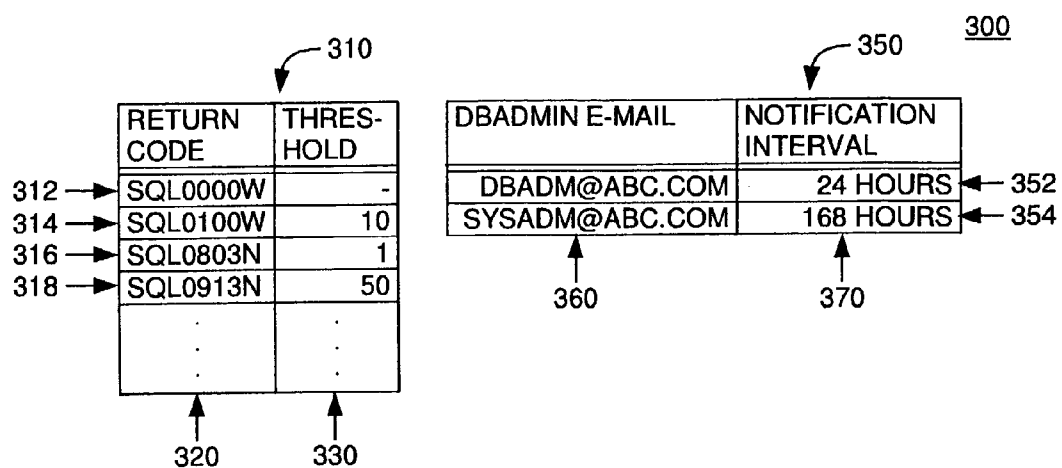 300
310
350
RETURN CODE THRES-HOLD
312 SQL0000W -
314 SQL0100W 10
316 SQL0803N 1
318 SQL0913N 50
320 330
DBADMIN E-MAIL NOTIFICATION INTERVAL
DBADM@ABC.COM 24 HOURS 352
SYSADM@ABC.COM 168 HOURS 354
360 370